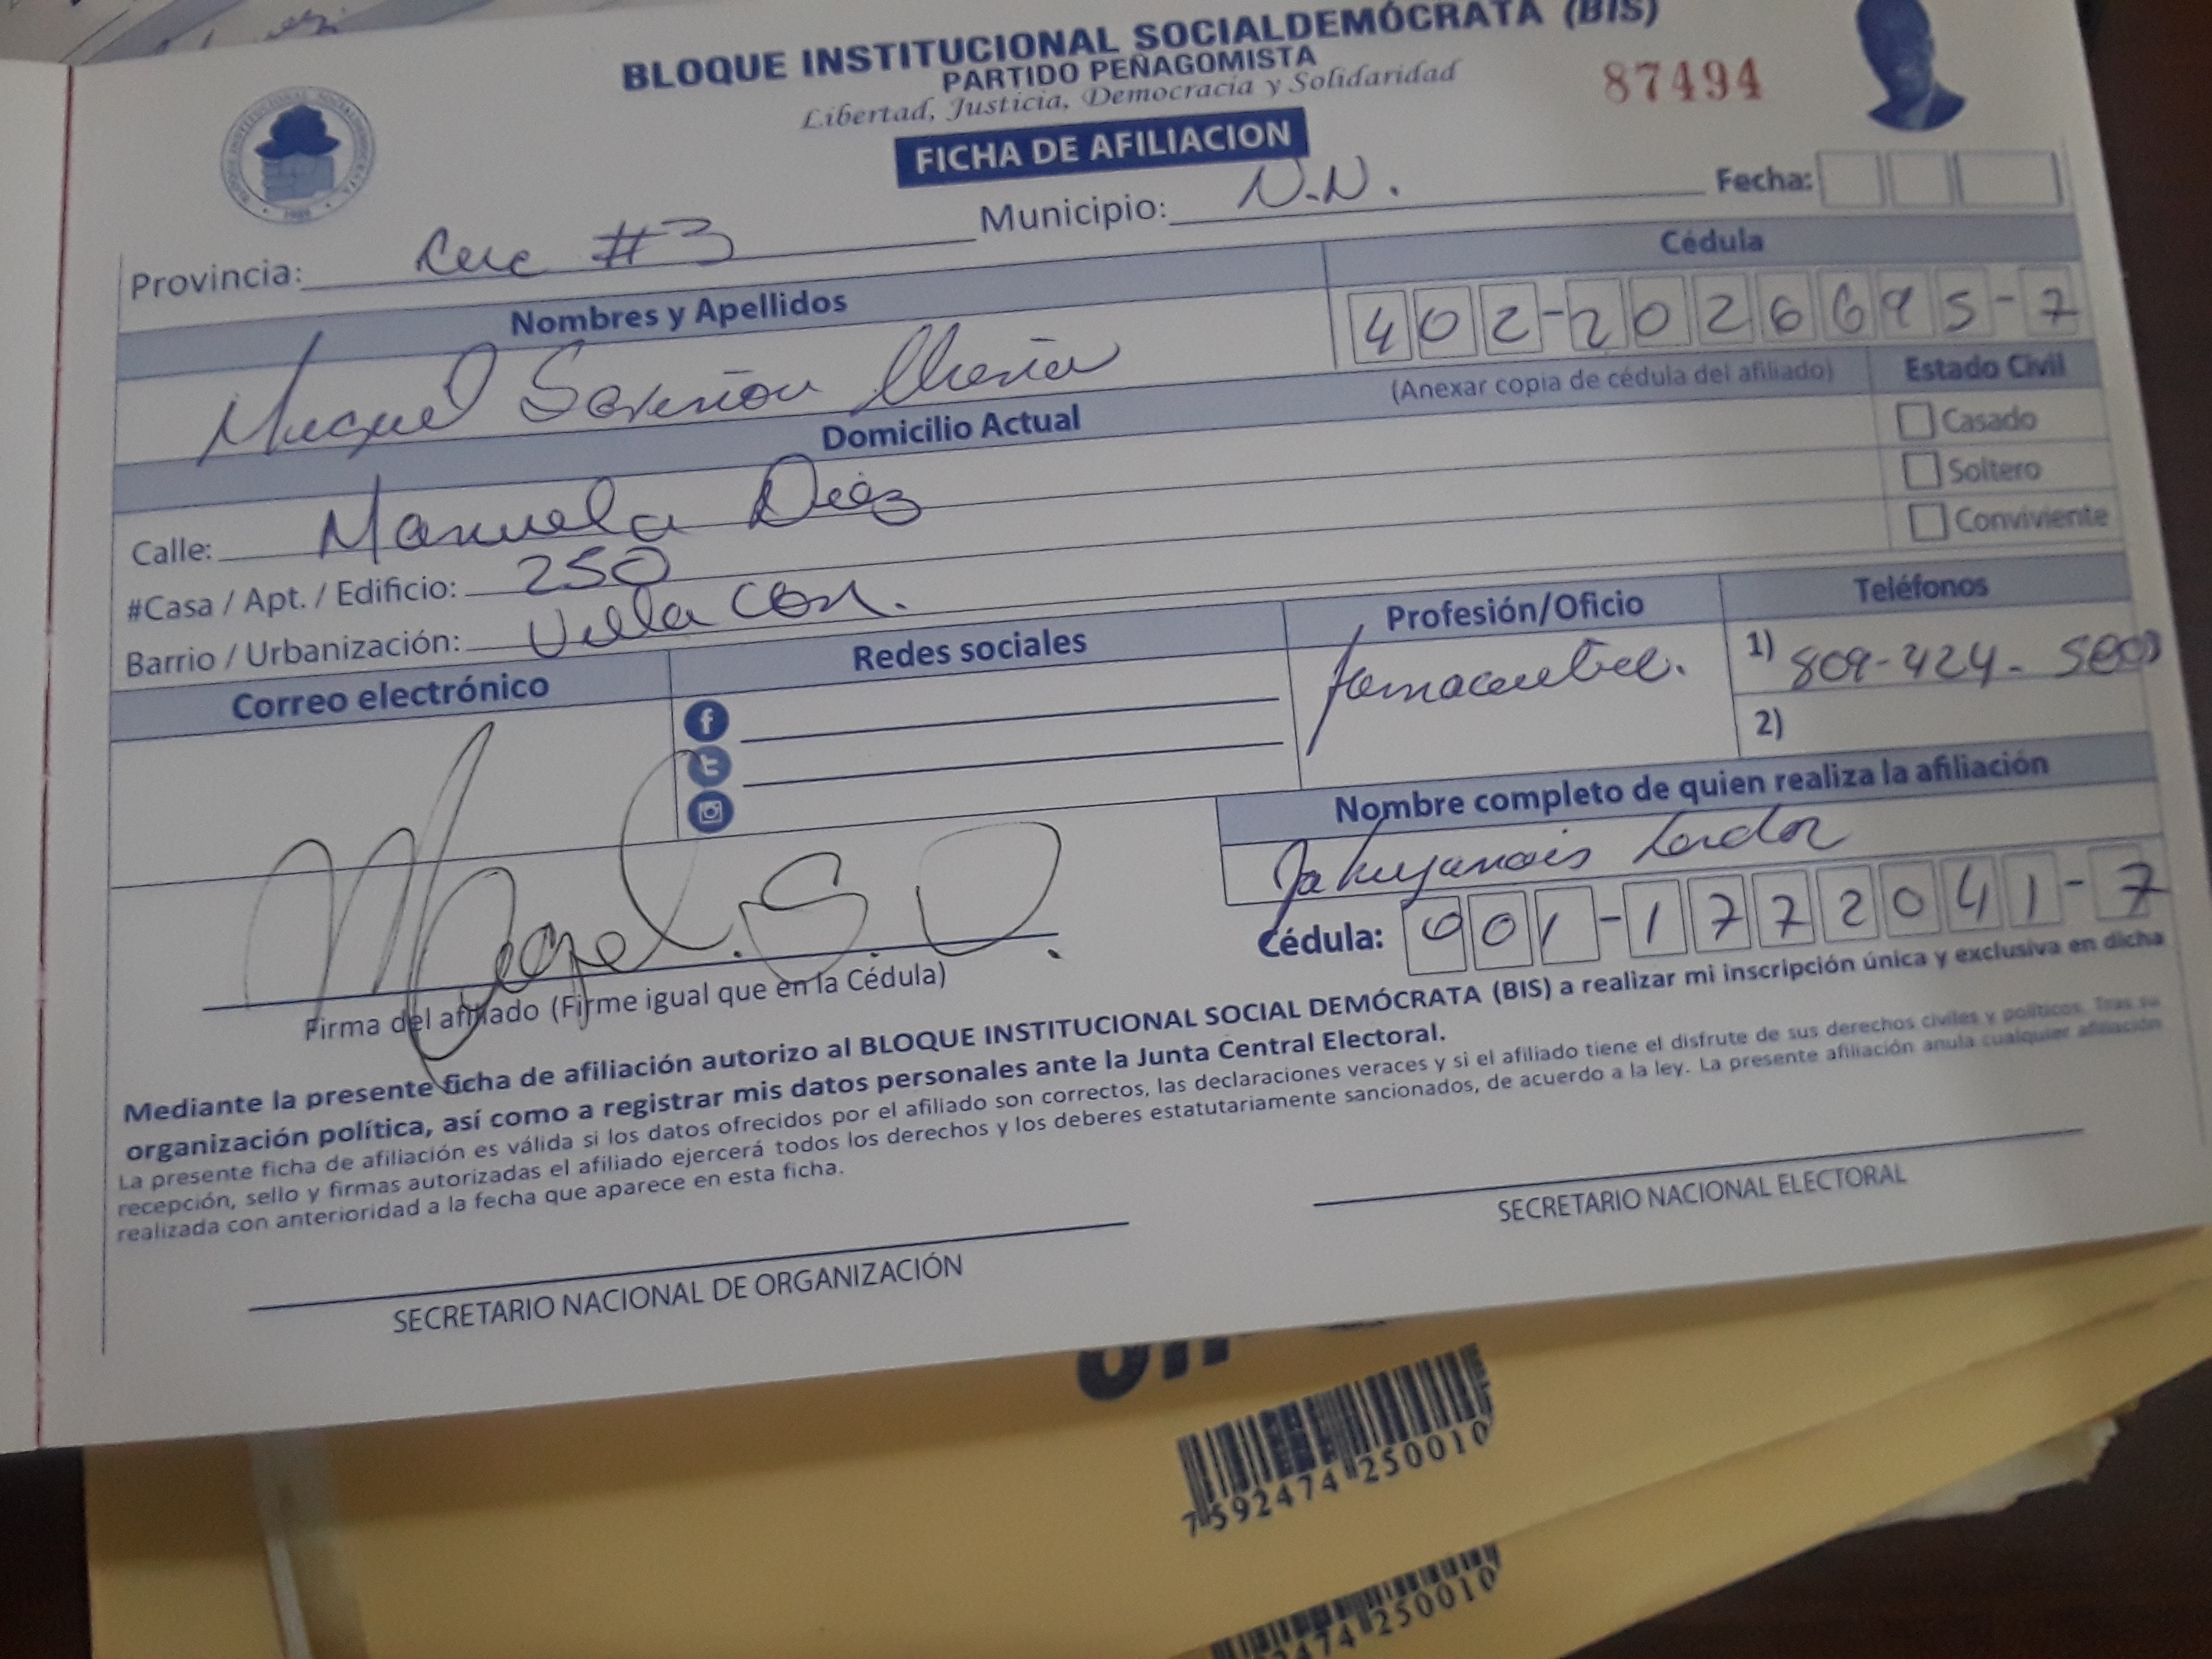 BLOQUE INSTITUCIONAL SOCIALDEMÓCRATA (BIS)
PARTIDO PEÑAGOMISTA
Libertad, Justicia, Democracia y Solidaridad
87494
FICHA DE AFILIACION
Provincia: #3 Municipio: N.N. Fecha:
Nombres y Apellidos Cédula
Miguel 402-2026695-7
(Anexar copia de cédula del afiliado) Estado Civil
Domicilio Actual
Casado
Soltero
Conviviente
Calle: Manuela Diez
#Casa / Apt. / Edificio: 250
Barrio / Urbanización: Villa Con.
Correo electrónico Redes sociales Profesión/Oficio Teléfonos
1) 809-424-
2)
Nombre completo de quien realiza la afiliación
Cédula: 001-1772041-7
Miguel. S. D.
Firma del afiliado (Firme igual que en la Cédula)
Mediante la presente ficha de afiliación autorizo al BLOQUE INSTITUCIONAL SOCIAL DEMÓCRATA (BIS) a realizar mi inscripción única y exclusiva en dicha
organización política, así como a registrar mis datos personales ante la Junta Central Electoral.
La presente ficha de afiliación es válida si los datos ofrecidos por el afiliado son correctos, las declaraciones veraces y si el afiliado tiene el disfrute de sus derechos civiles y políticos. Tras su
recepción, sello y firmas autorizadas el afiliado ejercerá todos los derechos y los deberes estatutariamente sancionados, de acuerdo a la ley. La presente afiliación anula cualquier afiliación
realizada con anterioridad a la fecha que aparece en esta ficha.
SECRETARIO NACIONAL DE ORGANIZACIÓN SECRETARIO NACIONAL ELECTORAL
7 592474 250010
250010